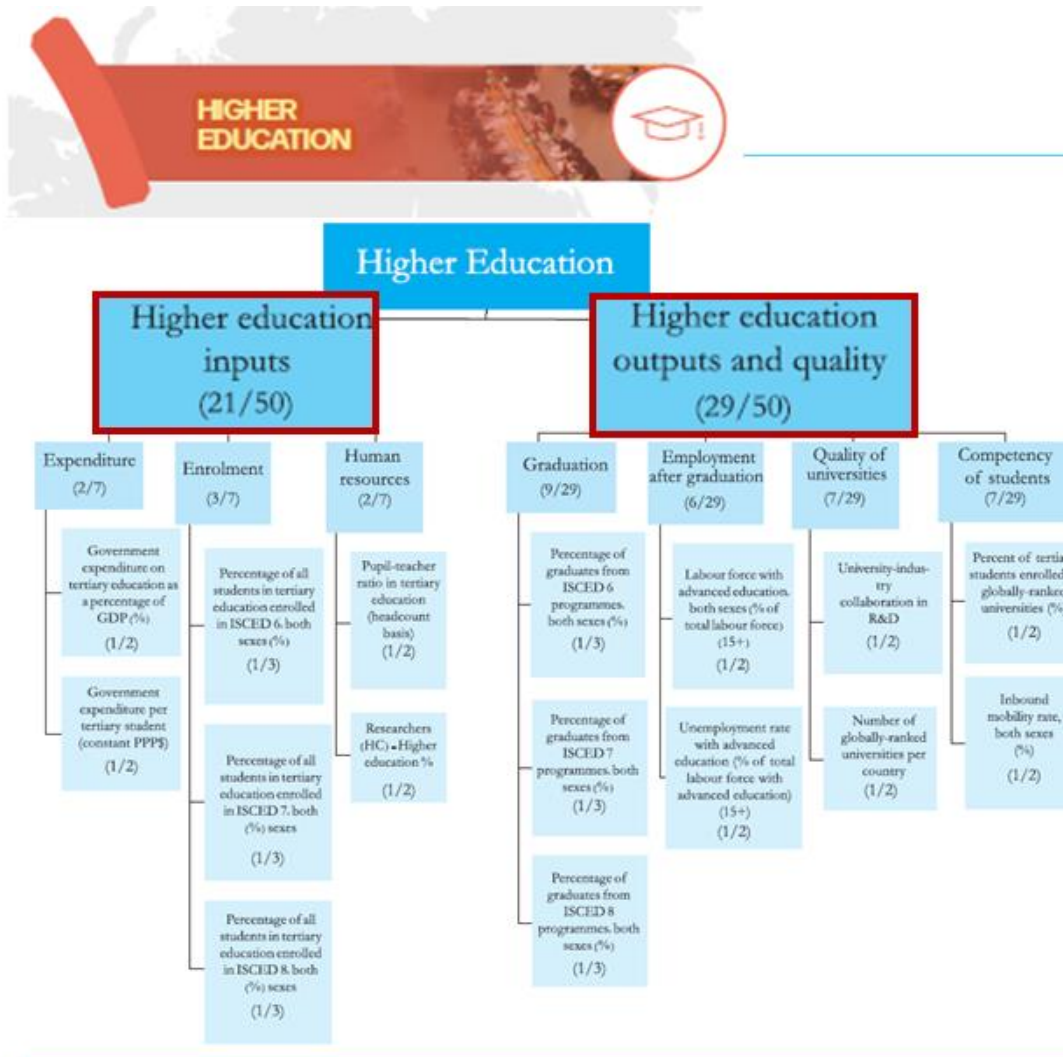 HIGHER
EDUCATION
Higher Education
Higher education
inputs
(21/50)
Higher education
outputs and quality
(29/50)
Expenditure
(2/7)
Enrolment
(3/7)
Human
resources
(2/7)
Graduation
(9/29)
Employment
after graduation
(6/29)
Quality of
universities
(7/29)
Competency
of students
(7/29)
Government
expenditure on
tertiary education as
a percentage of
GDP (%)
(1/2)
Government
expenditure per
tertiary student
(constant PPP$)
(1/2)
Percentage of all
students in tertiary
education enrolled
in ISCED 6. both
sexes (%)
(1/3)
Percentage of all
students in tertiary
education enrolled
in ISCED 7. both
(%) sexes
(1/3)
Percentage of all
students in tertiary
education enrolled
in ISCED 8. both
(%) sexes
(1/3)
Pupil-teacher
ratio in tertiary
education
(headcount
basis)
(1/2)
Researchers
(HC) - Higher
education %
(1/2)
Percentage of
graduates from
ISCED 6
programmes.
both sexes (%)
(1/3)
Percentage of
graduates from
ISCED 7
programmes. both
sexes (%)
(1/3)
Percentage of
graduates from
ISCED 8
programmes. both
sexes (%)
(1/3)
Labour force with
advanced education.
both sexes (% of
total labour force)
(15+)
(1/2)
Unemployment rate
with advanced
education (% of total
labour force with
advanced education)
(15+)
(1/2)
University-indus-
try
collaboration in
R&D
(1/2)
Number of
globally-ranked
universities per
country
(1/2)
Percent of tertia
students enrolled
globally-ranked
universities (%
(1/2)
Inbound
mobility rate,
both sexes
(%)
(1/2)